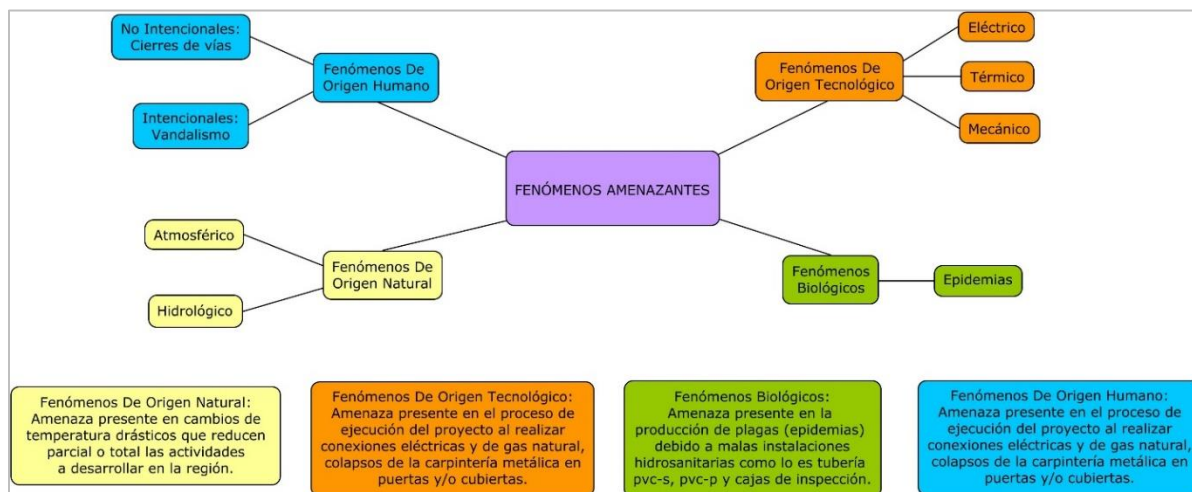 No Intencionales:
Cierres de vías
Fenómenos De
Origen Humano
Intencionales:
Vandalismo
Fenómenos De
Origen Tecnológico
Eléctrico
Térmico
Mecánico
FENÓMENOS AMENAZANTES
Atmosférico
Fenómenos De
Origen Natural
Hidrológico
Fenómenos
Biológicos
Epidemias
Fenómenos De Origen Natural:
Amenaza presente en cambios de
temperatura drásticos que reducen
parcial o total las actividades
a desarrollar en la región.
Fenómenos De Origen Tecnológico:
Amenaza presente en el proceso de
ejecución del proyecto al realizar
conexiones eléctricas y de gas natural,
colapsos de la carpintería metálica en
puertas y/o cubiertas.
Fenómenos Biológicos:
Amenaza presente en la
producción de plagas (epidemias)
debido a malas instalaciones
hidrosanitarias como lo es tubería
pvc-s, pvc-p y cajas de inspección.
Fenómenos De Origen Humano:
Amenaza presente en el proceso de
ejecución del proyecto al realizar
conexiones eléctricas y de gas natural,
colapsos de la carpintería metálica en
puertas y/o cubiertas.